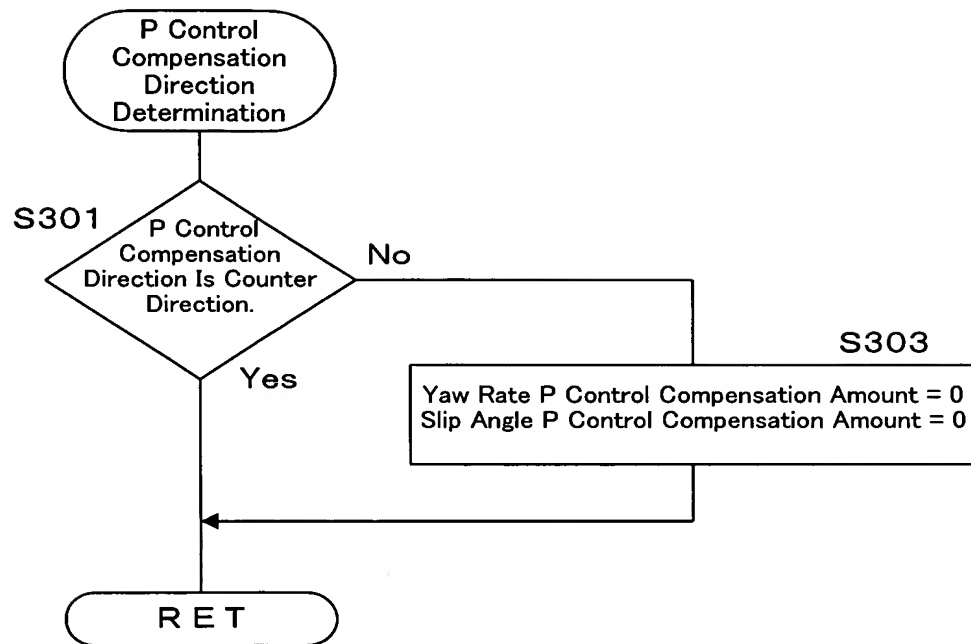 P Control
Compensation
Direction
Determination
S301
P Control
Compensation
Direction Is Counter
Direction.
No
Yes
S303
Yaw Rate P Control Compensation Amount = 0
Slip Angle P Control Compensation Amount = 0
RET